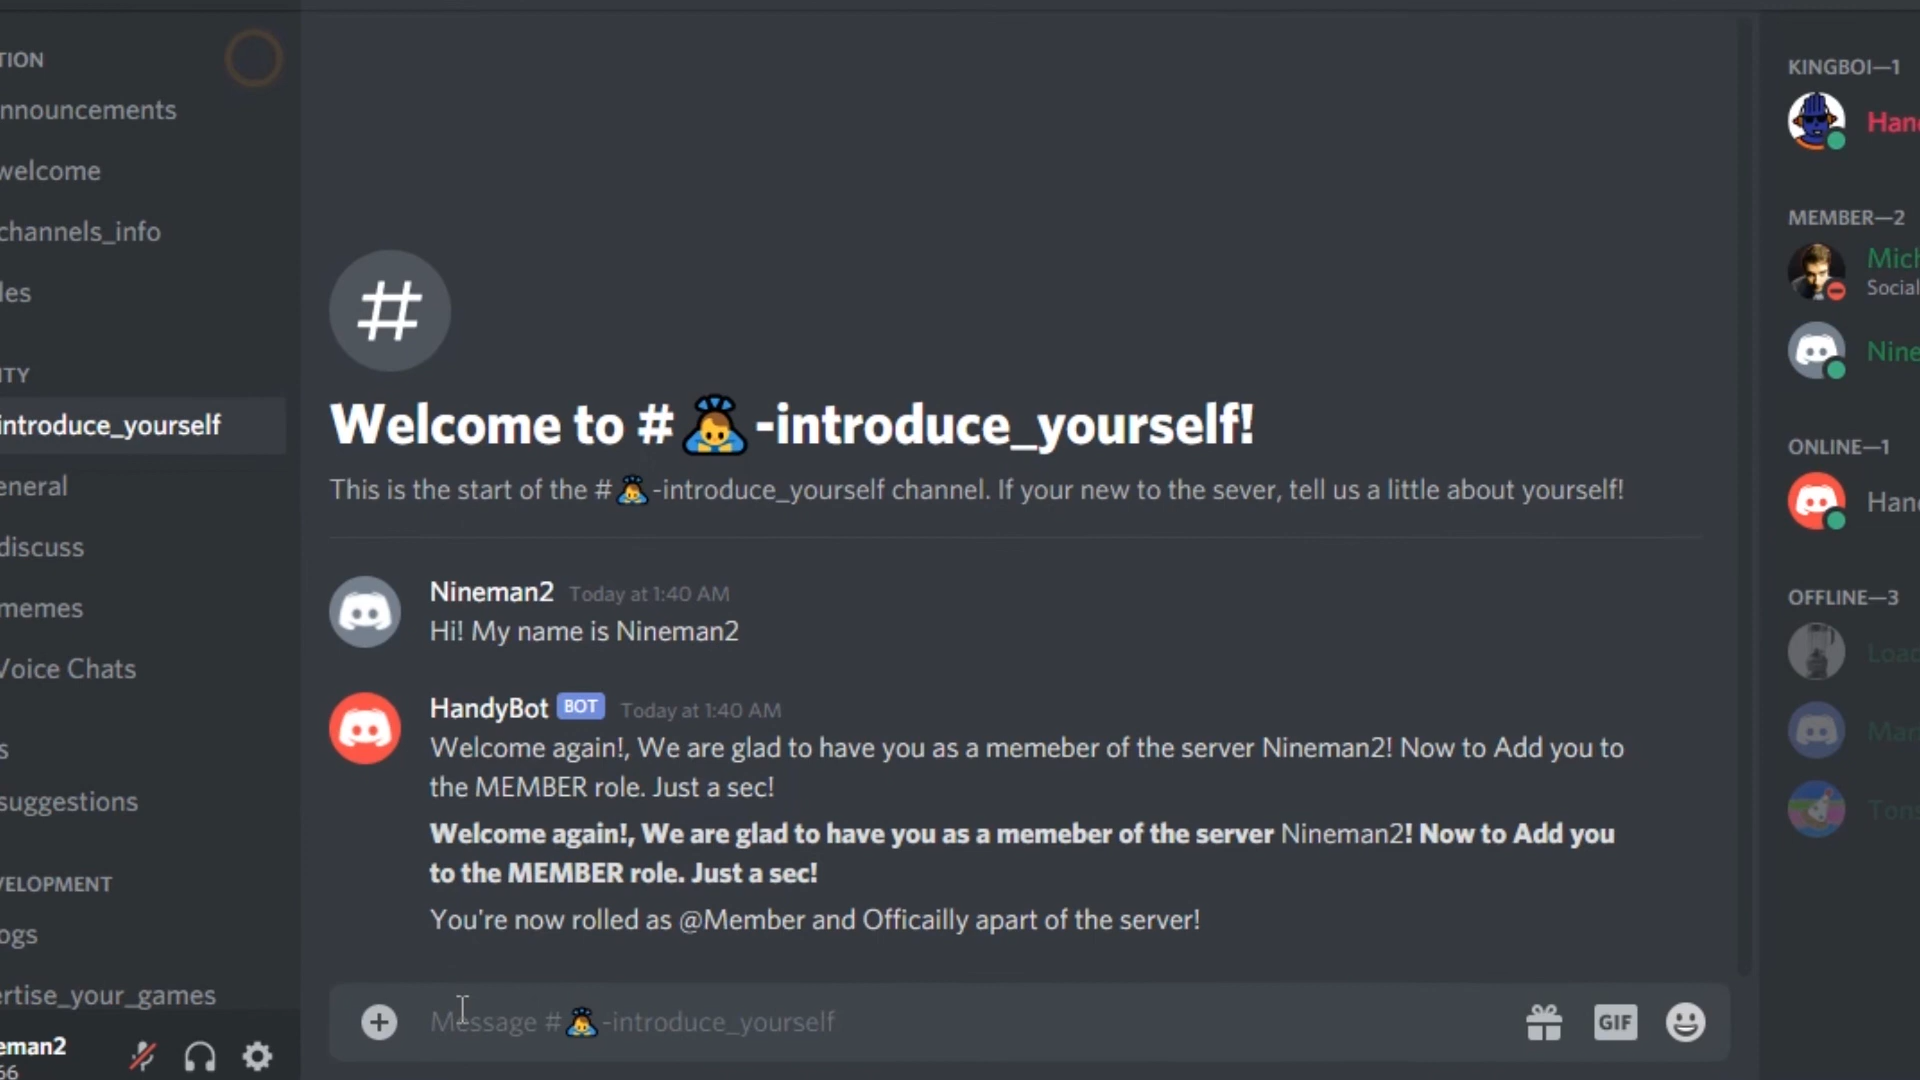 TION
nnouncements
welcome
channels_info
les
ITY
introduce_yourself
eneral
discuss
memes
Voice Chats
s
suggestions
VELOPMENT
ogs
ertise_your_games
eman2
66
Welcome to #🙇-introduce_yourself!
This is the start of the #🙇-introduce_yourself channel. If your new to the sever, tell us a little about yourself!
Nineman2 Today at 1:40 AM
Hi! My name is Nineman2
HandyBot BOT Today at 1:40 AM
Welcome again!, We are glad to have you as a memeber of the server Nineman2! Now to Add you to
the MEMBER role. Just a sec!
Welcome again!, We are glad to have you as a memeber of the server Nineman2! Now to Add you
to the MEMBER role. Just a sec!
You're now rolled as @Member and Officailly apart of the server!
Message #🙇-introduce_yourself
GIF
KINGBOI—1
Han
MEMBER—2
Mich
Social
Nine
ONLINE—1
Han
OFFLINE—3
Load
Mar
Tons